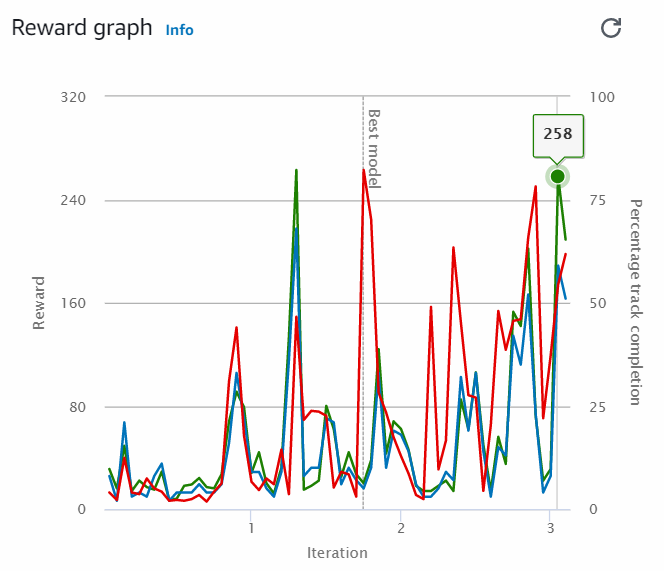 Reward graph Info
320
100
Best model
258
240
75
Reward
Percentage track completion
160
50
80
25
0
0
1
2
3
Iteration